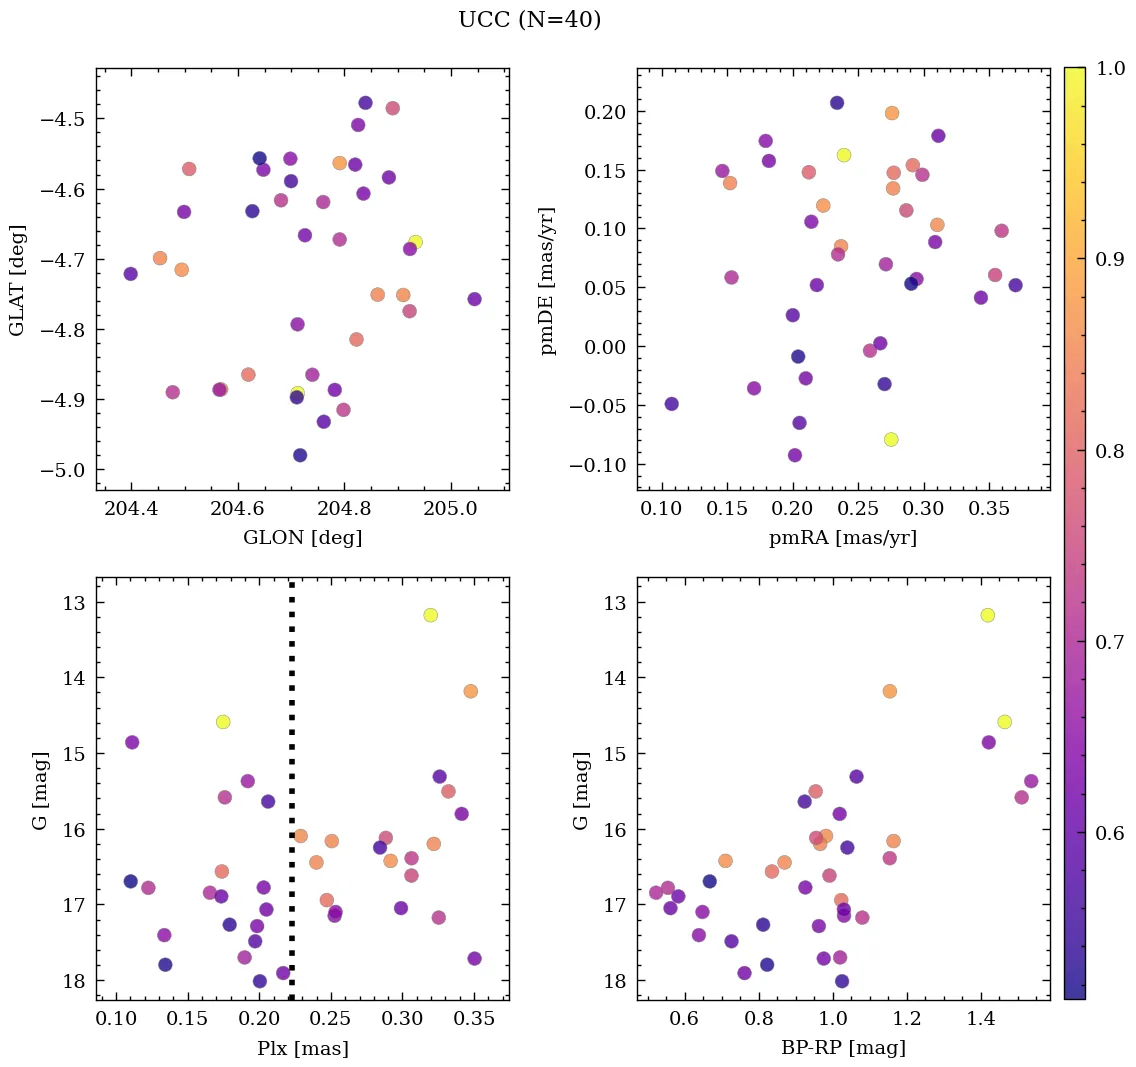 UCC (N=40)
−4.5
−4.6
−4.7
−4.8
−4.9
−5.0
GLAT [deg]
204.4 204.6 204.8 205.0
GLON [deg]
0.20
0.15
0.10
0.05
0.00
−0.05
−0.10
pmDE [mas/yr]
0.10 0.15 0.20 0.25 0.30 0.35
pmRA [mas/yr]
1.0
0.9
0.8
0.7
0.6
13
14
15
16
17
18
G [mag]
0.10 0.15 0.20 0.25 0.30 0.35
Plx [mas]
13
14
15
16
17
18
G [mag]
0.6 0.8 1.0 1.2 1.4
BP-RP [mag]